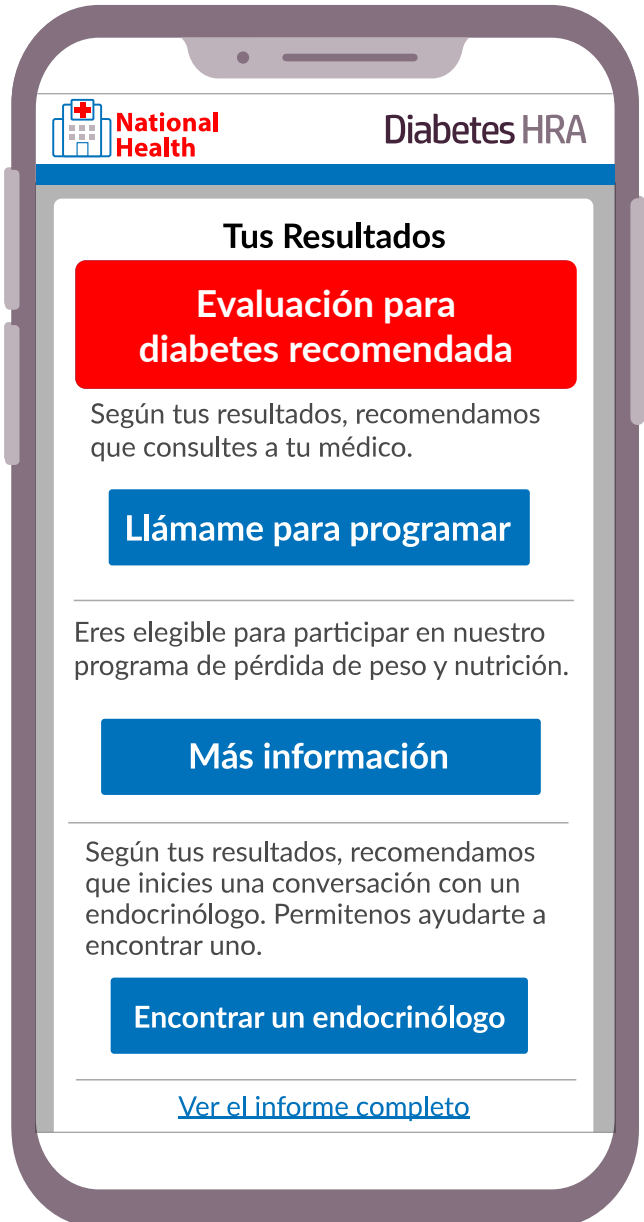 National
Health
Diabetes HRA
Tus Resultados
Evaluación para
diabetes recomendada
Según tus resultados, recomendamos
que consultes a tu médico.
Llámame para programar
Eres elegible para participar en nuestro
programa de pérdida de peso y nutrición.
Más información
Según tus resultados, recomendamos
que inicies una conversación con un
endocrinólogo. Permitenos ayudarte a
encontrar uno.
Encontrar un endocrinólogo
Ver el informe completo